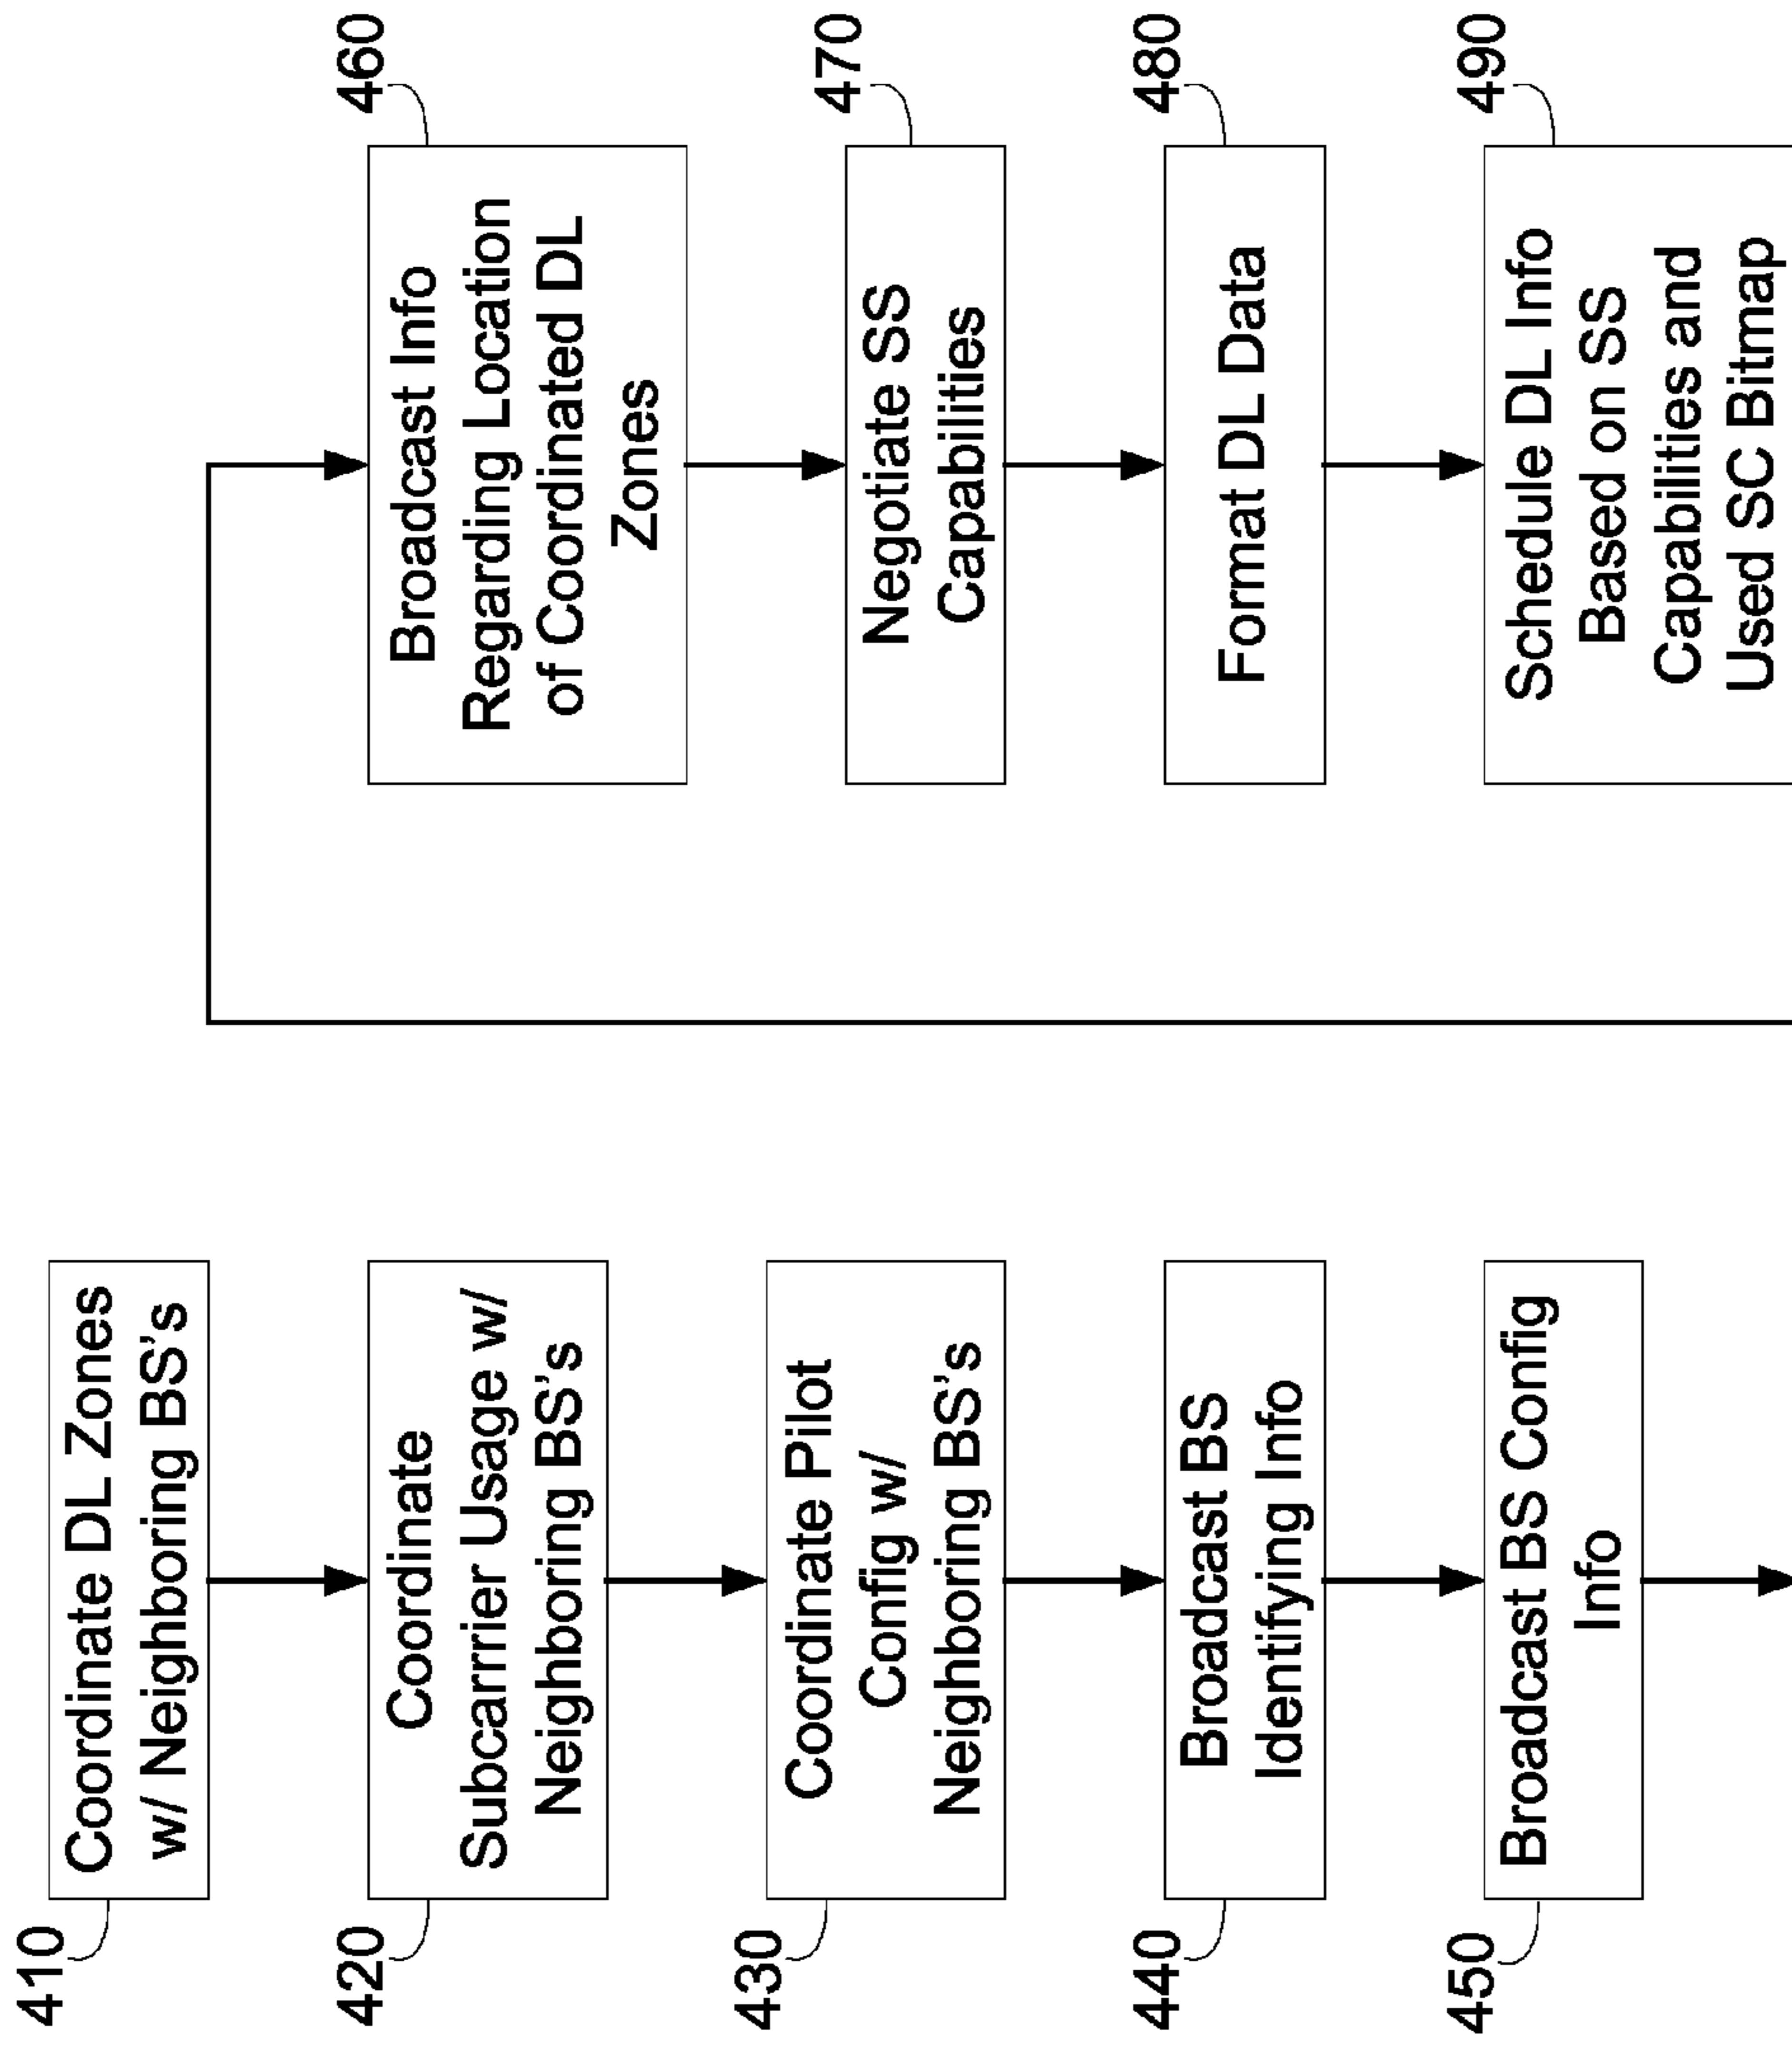 410
Coordinate DL Zones
w/ Neighboring BS's
420
Coordinate
Subcarrier Usage w/
Neighboring BS's
430
Coordinate Pilot
Config w/
Neighboring BS's
440
Broadcast BS
Identifying Info
450
Broadcast BS Config
Info
460
Broadcast Info
Regarding Location
of Coordinated DL
Zones
470
Negotiate SS
Capabilities
480
Format DL Data
490
Schedule DL Info
Based on SS
Capabilities and
Used SC Bitmap